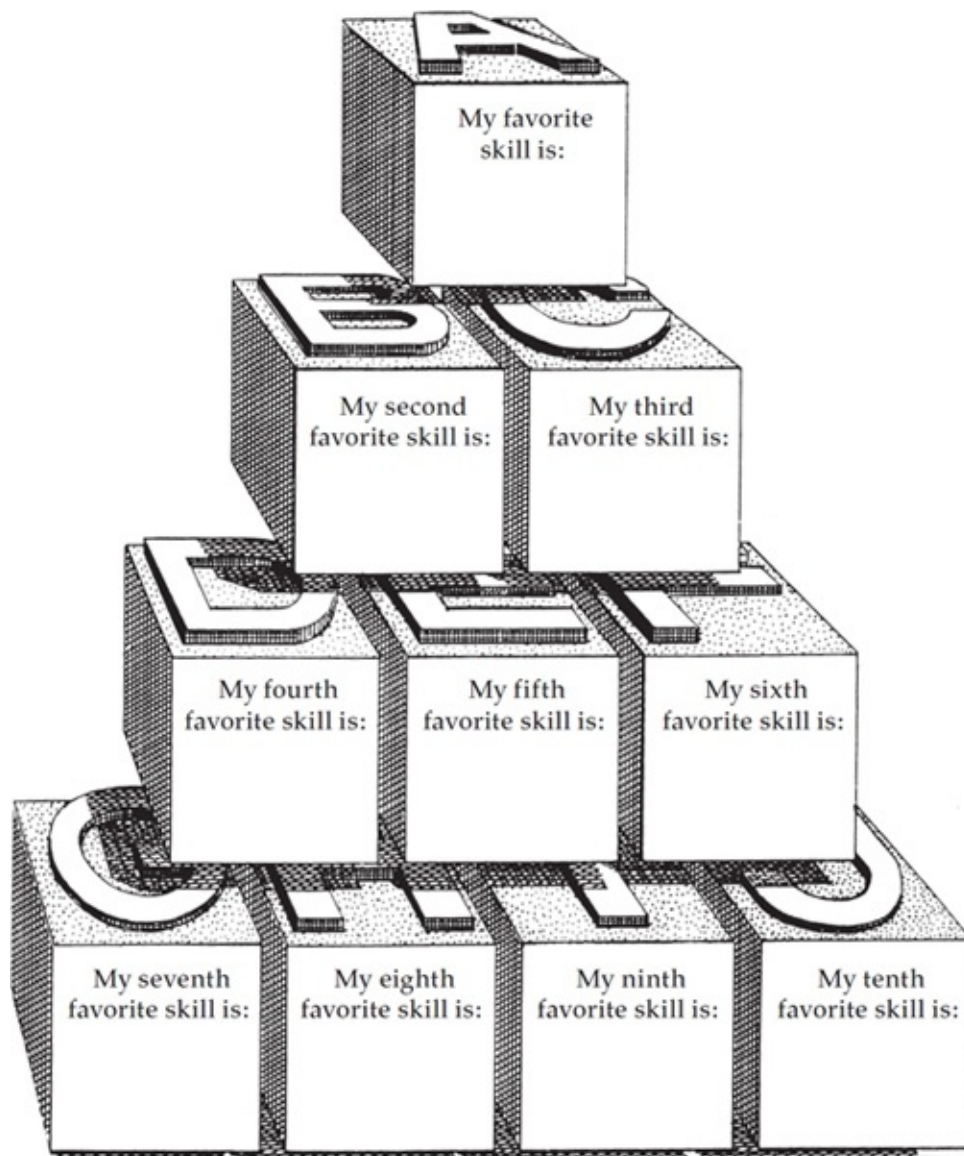 A
My favorite
skill is:
B
C
My second
favorite skill is:
My third
favorite skill is:
D
E
F
My fourth
favorite skill is:
My fifth
favorite skill is:
My sixth
favorite skill is:
G
H
I
J
My seventh
favorite skill is:
My eighth
favorite skill is:
My ninth
favorite skill is:
My tenth
favorite skill is: